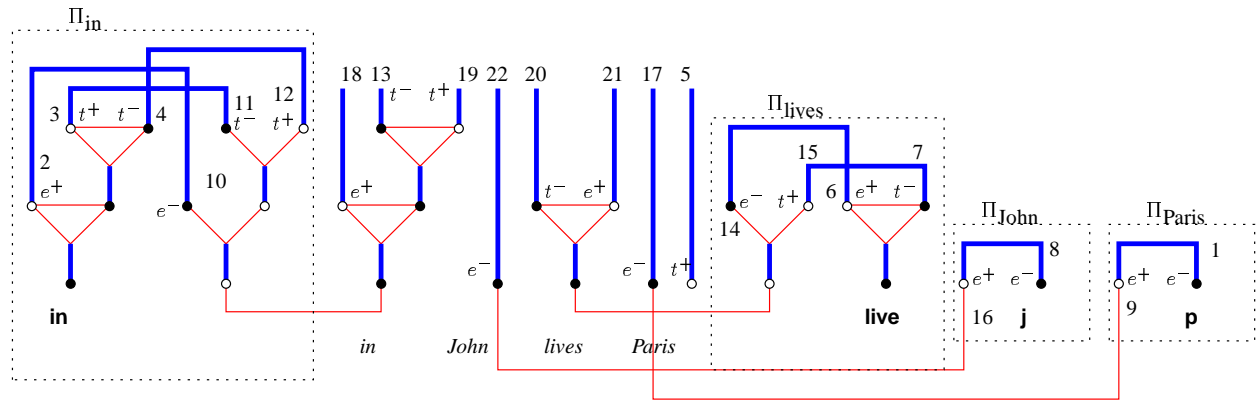 Π_in
18 13 19 22 20 21 17 5
Π_lives
3 t⁺ t⁻ 4 11 t⁻ 12 t⁺ t⁻ t⁺
2 10 15 7
e⁺ e⁻ e⁺ t⁻ e⁺ e⁻ t⁺ 6 e⁺ t⁻
14 Π_John Π_Paris
8 1
e⁻ e⁻ t⁺ e⁺ e⁻ e⁺ e⁻
in live 16 j 9 p
in John lives Paris